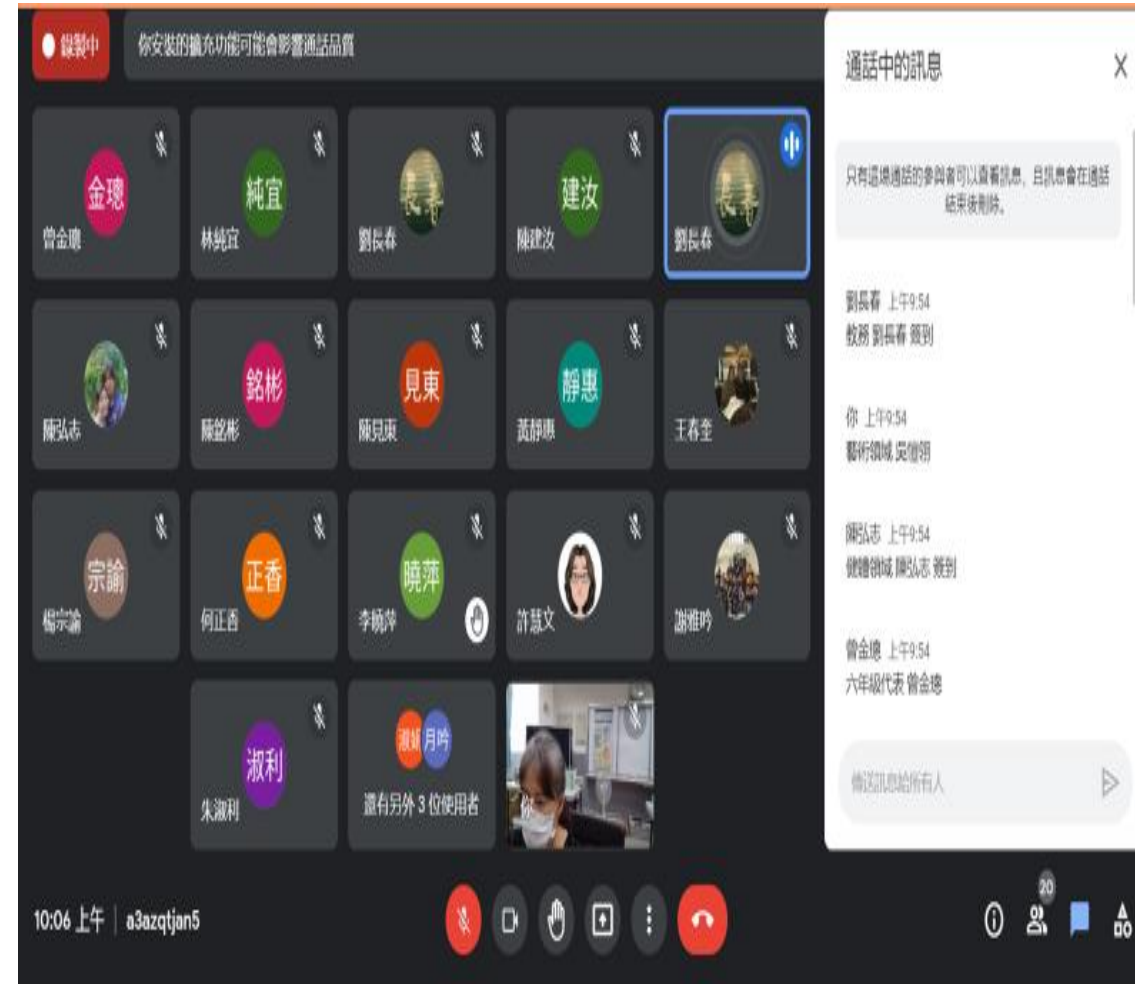 錄製中
你安裝的擴充功能可能會影響通話品質
金璁
曾金璁
純宜
林純宜
長春
劉長春
建汝
陳建汝
長春
劉長春
陳弘志
銘彬
陳銘彬
見東
陳見東
靜惠
黃靜惠
王春奎
宗諭
楊宗諭
正香
何正香
曉萍
李曉萍
許慧文
謝雅吟
淑利
朱淑利
月吟
還有另外 3 位使用者
你
通話中的訊息
只有這場通話的參與者可以查看訊息，且訊息會在通話
結束後刪除。
劉長春 上午9:54
教務 劉長春 簽到
你 上午9:54
藝術領域
陳弘志 上午9:54
健體領域 陳弘志 簽到
曾金璁 上午9:54
六年級代表 曾金璁
傳送訊息給所有人
10:06 上午
a3azqtjan5
20